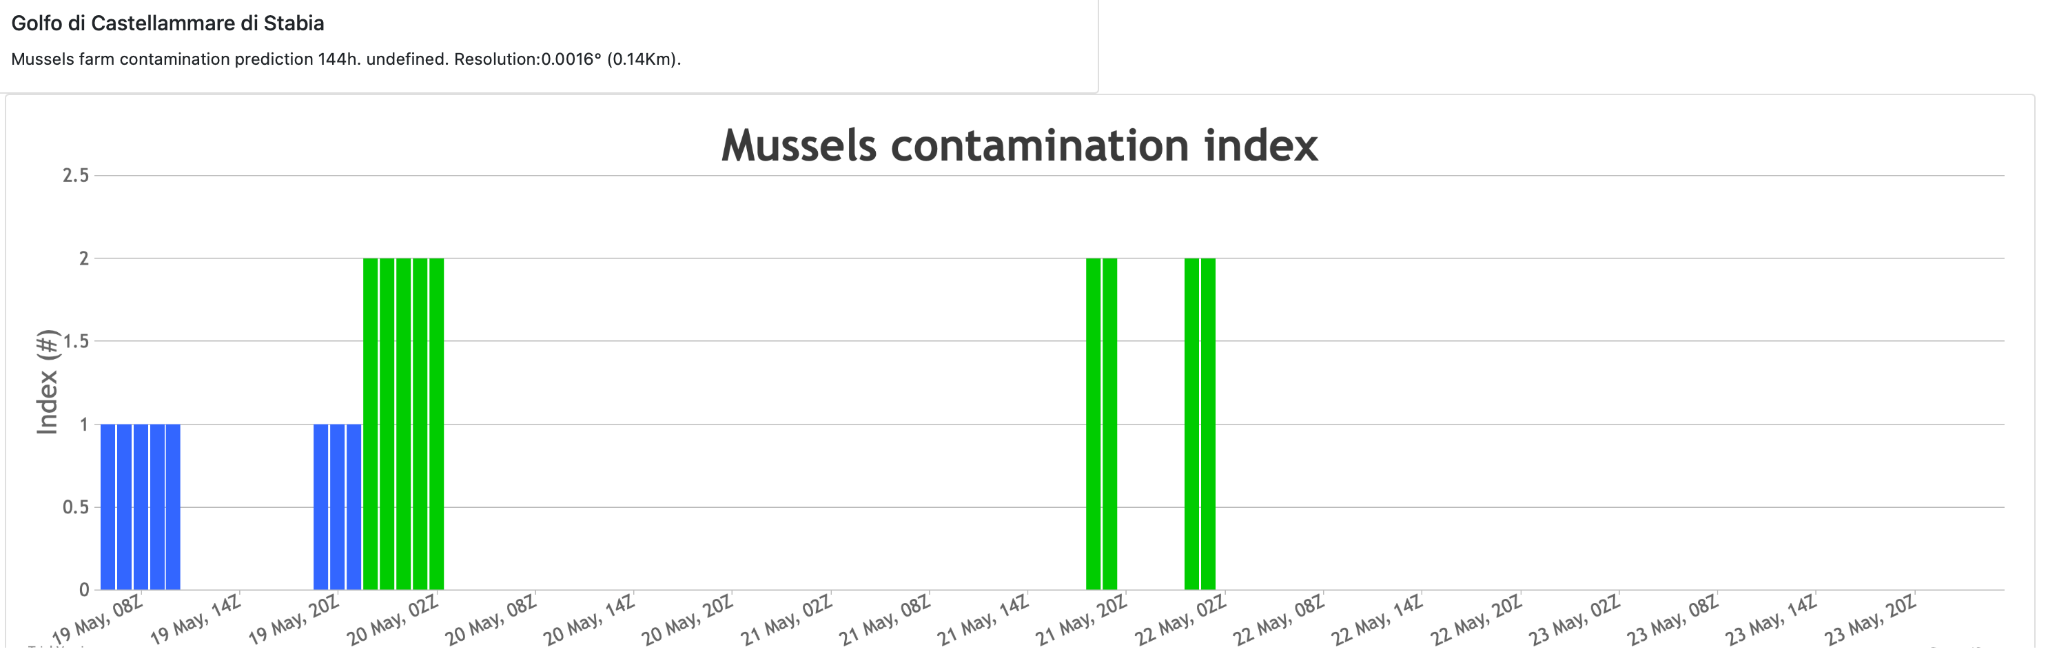 Golfo di Castellammare di Stabia
Mussels farm contamination prediction 144h. undefined. Resolution:0.0016° (0.14Km).
Mussels contamination index
2.5
2
1.5
1
0.5
0
Index (#)
19 May, 08Z
19 May, 14Z
19 May, 20Z
20 May, 02Z
20 May, 08Z
20 May, 14Z
20 May, 20Z
21 May, 02Z
21 May, 08Z
21 May, 14Z
21 May, 20Z
22 May, 02Z
22 May, 08Z
22 May, 14Z
22 May, 20Z
23 May, 02Z
23 May, 08Z
23 May, 14Z
23 May, 20Z